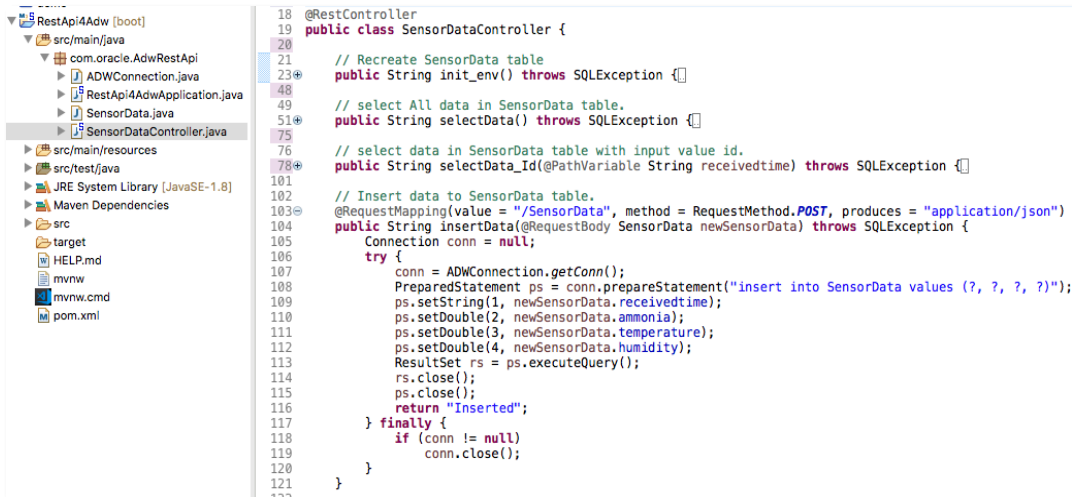 RestApi4Adw [boot]
src/main/java
com.oracle.AdwRestApi
ADWConnection.java
RestApi4AdwApplication.java
SensorData.java
SensorDataController.java
src/main/resources
src/test/java
JRE System Library [JavaSE-1.8]
Maven Dependencies
src
target
HELP.md
mvnw
mvnw.cmd
pom.xml
18 @RestController
19 public class SensorDataController {
20
21 // Recreate SensorData table
23 public String init_env() throws SQLException {
48
49 // select All data in SensorData table.
51 public String selectData() throws SQLException {
75
76 // select data in SensorData table with input value id.
78 public String selectData_Id(@PathVariable String receivedtime) throws SQLException {
101
102 // Insert data to SensorData table.
103 @RequestMapping(value = "/SensorData", method = RequestMethod.POST, produces = "application/json")
104 public String insertData(@RequestBody SensorData newSensorData) throws SQLException {
105 Connection conn = null;
106 try {
107 conn = ADWConnection.getConn();
108 PreparedStatement ps = conn.prepareStatement("insert into SensorData values (?, ?, ?, ?)");
109 ps.setString(1, newSensorData.receivedtime);
110 ps.setDouble(2, newSensorData.ammonia);
111 ps.setDouble(3, newSensorData.temperature);
112 ps.setDouble(4, newSensorData.humidity);
113 ResultSet rs = ps.executeQuery();
114 rs.close();
115 ps.close();
116 return "Inserted";
117 } finally {
118 if (conn != null)
119 conn.close();
120 }
121 }